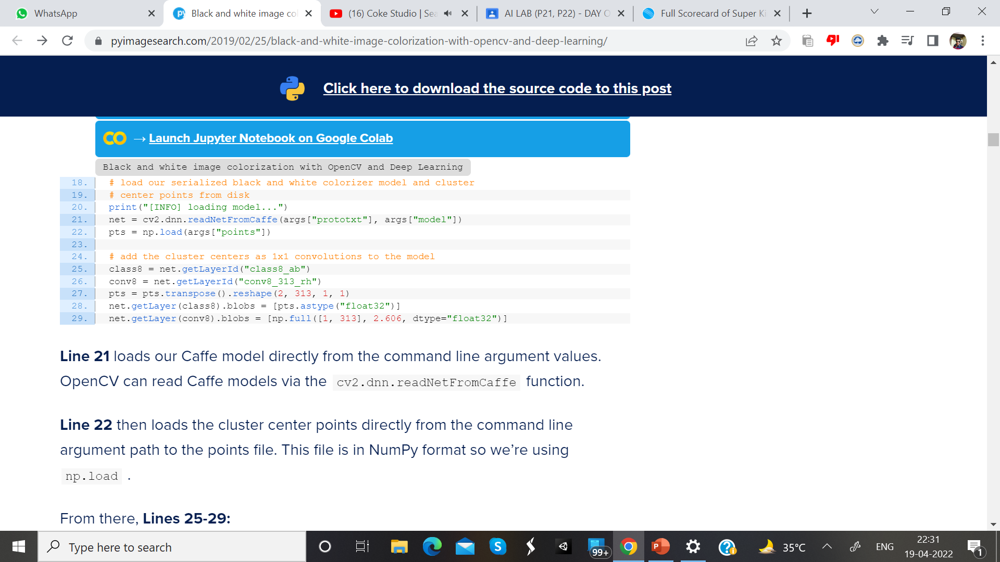 WhatsApp
Black and white image co
(16) Coke Studio | Sea
AI LAB (P21, P22) - DAY O
Full Scorecard of Super Ki
pyimagesearch.com/2019/02/25/black-and-white-image-colorization-with-opencv-and-deep-learning/
Click here to download the source code to this post
→ Launch Jupyter Notebook on Google Colab
Black and white image colorization with OpenCV and Deep Learning
18. # load our serialized black and white colorizer model and cluster
19. # center points from disk
20. print("[INFO] loading model...")
21. net = cv2.dnn.readNetFromCaffe(args["prototxt"], args["model"])
22. pts = np.load(args["points"])
23.
24. # add the cluster centers as 1x1 convolutions to the model
25. class8 = net.getLayerId("class8_ab")
26. conv8 = net.getLayerId("conv8_313_rh")
27. pts = pts.transpose().reshape(2, 313, 1, 1)
28. net.getLayer(class8).blobs = [pts.astype("float32")]
29. net.getLayer(conv8).blobs = [np.full([1, 313], 2.606, dtype="float32")]
Line 21 loads our Caffe model directly from the command line argument values.
OpenCV can read Caffe models via the cv2.dnn.readNetFromCaffe function.
Line 22 then loads the cluster center points directly from the command line
argument path to the points file. This file is in NumPy format so we’re using
np.load .
From there, Lines 25-29:
Type here to search
99+
35°C
ENG
22:31
19-04-2022
1